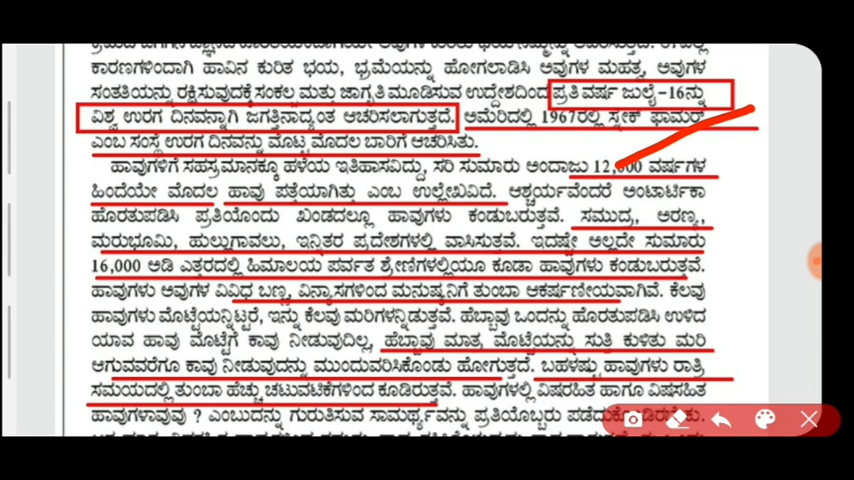 ಕಾರಣಗಳಿಂದಾಗಿ ಹಾವಿನ ಕುರಿತ ಭಯ, ಭ್ರಮೆಯನ್ನು ಹೋಗಲಾಡಿಸಿ ಅವುಗಳ ಮಹತ್ವ, ಅವುಗಳ
ಸಂತತಿಯನ್ನು ರಕ್ಷಿಸುವುದಕ್ಕೆ ಸಂಕಲ್ಪ ಮತ್ತು ಜಾಗೃತಿ ಮೂಡಿಸುವ ಉದ್ದೇಶದಿಂದ ಪ್ರತಿ ವರ್ಷ ಜುಲೈ-16ನ್ನು
ವಿಶ್ವ ಉರಗ ದಿನವನ್ನಾಗಿ ಜಗತ್ತಿನಾದ್ಯಂತ ಆಚರಿಸಲಾಗುತ್ತದೆ. ಅಮೆರಿದಲ್ಲಿ 1967ರಲ್ಲಿ ಸ್ನೇಕ್ ಫಾಮರ್
ಎಂಬ ಸಂಸ್ಥೆ ಉರಗ ದಿನವನ್ನು ಮೊಟ್ಟ ಮೊದಲ ಬಾರಿಗೆ ಆಚರಿಸಿತು.
ಹಾವುಗಳಿಗೆ ಸಹಸ್ರಮಾನಕ್ಕೂ ಹಳೆಯ ಇತಿಹಾಸವಿದ್ದು, ಸರಿ ಸುಮಾರು ಅಂದಾಜು 12,000 ವರ್ಷಗಳ
ಹಿಂದೆಯೇ ಮೊದಲ ಹಾವು ಪತ್ತೆಯಾಗಿತ್ತು ಎಂಬ ಉಲ್ಲೇಖವಿದೆ. ಆಶ್ಚರ್ಯವೆಂದರೆ ಅಂಟಾರ್ಟಿಕಾ
ಹೊರತುಪಡಿಸಿ ಪ್ರತಿಯೊಂದು ಖಂಡದಲ್ಲೂ ಹಾವುಗಳು ಕಂಡುಬರುತ್ತವೆ. ಸಮುದ್ರ, ಅರಣ್ಯ,
ಮರುಭೂಮಿ, ಹುಲ್ಲುಗಾವಲು, ಇನ್ನಿತರ ಪ್ರದೇಶಗಳಲ್ಲಿ ವಾಸಿಸುತ್ತವೆ. ಇದಷ್ಟೇ ಅಲ್ಲದೇ ಸುಮಾರು
16,000 ಅಡಿ ಎತ್ತರದಲ್ಲಿ ಹಿಮಾಲಯ ಪರ್ವತ ಶ್ರೇಣಿಗಳಲ್ಲಿಯೂ ಕೂಡಾ ಹಾವುಗಳು ಕಂಡುಬರುತ್ತವೆ.
ಹಾವುಗಳು ಅವುಗಳ ವಿವಿಧ ಬಣ್ಣ, ವಿನ್ಯಾಸಗಳಿಂದ ಮನುಷ್ಯನಿಗೆ ತುಂಬಾ ಆಕರ್ಷಣೀಯವಾಗಿವೆ. ಕೆಲವು
ಹಾವುಗಳು ಮೊಟ್ಟೆಯನ್ನಿಟ್ಟರೆ, ಇನ್ನು ಕೆಲವು ಮರಿಗಳನ್ನಿಡುತ್ತವೆ. ಹೆಬ್ಬಾವು ಒಂದನ್ನು ಹೊರತುಪಡಿಸಿ ಉಳಿದ
ಯಾವ ಹಾವು ಮೊಟ್ಟೆಗೆ ಕಾವು ನೀಡುವುದಿಲ್ಲ, ಹೆಬ್ಬಾವು ಮಾತ್ರ ಮೊಟ್ಟೆಯನ್ನು ಸುತ್ತಿ ಕುಳಿತು ಮರಿ
ಆಗುವವರೆಗೂ ಕಾವು ನೀಡುವುದನ್ನು ಮುಂದುವರಿಸಿಕೊಂಡು ಹೋಗುತ್ತದೆ. ಬಹಳಷ್ಟು ಹಾವುಗಳು ರಾತ್ರಿ
ಸಮಯದಲ್ಲಿ ತುಂಬಾ ಹೆಚ್ಚು ಚಟುವಟಿಕೆಗಳಿಂದ ಕೂಡಿರುತ್ತವೆ. ಹಾವುಗಳಲ್ಲಿ ವಿಷರಹಿತ ಹಾಗೂ ವಿಷಸಹಿತ
ಹಾವುಗಳಾವುವು ? ಎಂಬುದನ್ನು ಗುರುತಿಸುವ ಸಾಮರ್ಥ್ಯವನ್ನು ಪ್ರತಿಯೊಬ್ಬರು